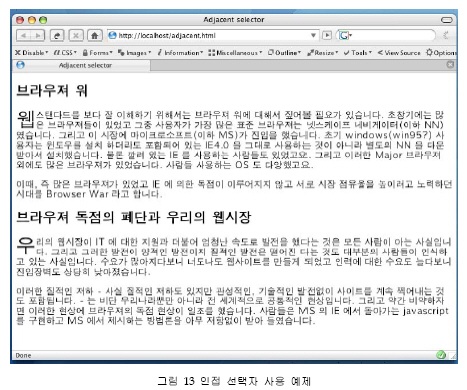 Adjacent selector
http://localhost/adjacent.html
G
Disable▾ CSS▾ Forms▾ Images▾ Information▾ Miscellaneous▾ Outline▾ Resize▾ Tools▾ View Source Options
Adjacent selector
브라우져 워
웹스탠다드를 보다 잘 이해하기 위해서는 브라우져 워에 대해서 짚어볼 필요가 있습니다. 초창기에는 많
은 브라우져들이 있었고 그중 사용자가 가장 많은 표준 브라우져는 넷스케이프 네비게이터(이하 NN)
였습니다. 그리고 이 시장에 마이크로소프트(이하 MS)가 진입을 했습니다. 초기 windows(win95?) 사
용자는 윈도우를 설치 하더라도 포함되어 있는 IE4.0 을 그대로 사용하는 것이 아니라 별도의 NN 을 다운
받아서 설치했습니다. 물론 깔려 있는 IE 를 사용하는 사람들도 있었고요. 그리고 이러한 Major 브라우져
외에도 많은 브라우져가 있었습니다. 사람들 사용하는 OS 도 다양했고요.
이때, 즉 많은 브라우져가 있었고 IE 에 의한 독점이 이루어지지 않고 서로 시장 점유율을 높이려고 노력하던
시대를 Browser War 라고 합니다.
브라우져 독점의 폐단과 우리의 웹시장
우리의 웹시장이 IT 에 대한 지원과 더불어 엄청난 속도로 발전을 했다는 것은 모든 사람이 아는 사실입니
다. 그리고 그러한 발전이 양적인 발전이지 질적인 발전은 떨어진 다는 것도 대부분의 사람들이 인식하
고 있는 사실입니다. 수요가 많아지다보니 너도나도 웹사이트를 만들게 되었고 인력에 대한 수요도 늘다보니
진입장벽도 상당히 낮아졌습니다.
이러한 질적인 저하 - 사실 질적인 저하도 있지만 편성적인, 기술적인 발전없이 사이트를 계속 찍어내는 것
도 포함됩니다. - 는 비단 우리나라뿐만 아니라 전 세계적으로 공통적인 현상입니다. 그리고 약간 비약하자
면 이러한 현상에 브라우져의 독점 현상이 일조를 했습니다. 사람들은 MS 의 IE 에서 돌아가는 javascript
를 구현하고 MS 에서 제시하는 방법론을 아무 저항없이 받아 들였습니다.
Done
그림 13 인접 선택자 사용 예제